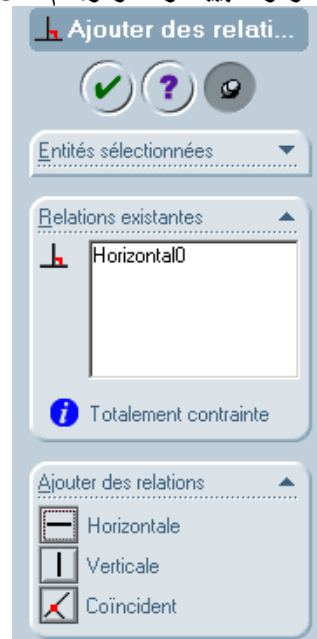 Ajouter des relati...
?
Entités sélectionnées
Relations existantes
Horizontal0
i Totalement contrainte
Ajouter des relations
Horizontale
Verticale
Coïncident